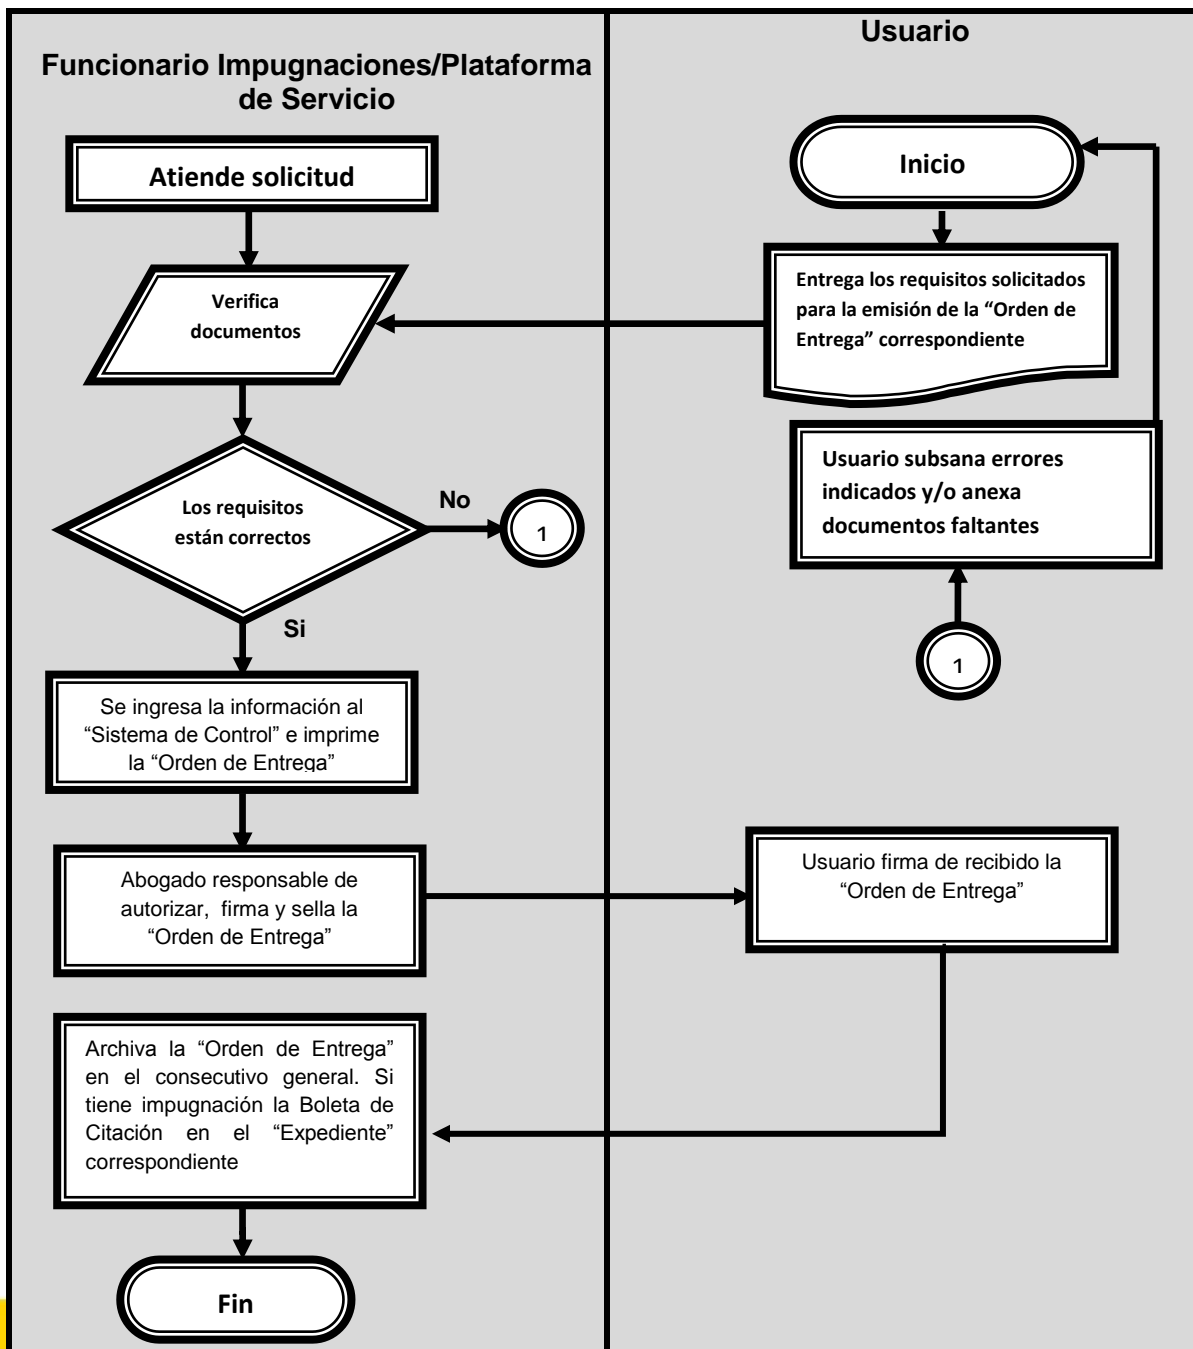 Funcionario Impugnaciones/Plataforma
de Servicio
Usuario
Atiende solicitud
Inicio
Verifica
documentos
Entrega los requisitos solicitados
para la emisión de la “Orden de
Entrega” correspondiente
Los requisitos
están correctos
No
1
Usuario subsana errores
indicados y/o anexa
documentos faltantes
1
Si
Se ingresa la información al
“Sistema de Control” e imprime
la “Orden de Entrega”
Abogado responsable de
autorizar, firma y sella la
“Orden de Entrega”
Usuario firma de recibido la
“Orden de Entrega”
Archiva la “Orden de Entrega”
en el consecutivo general. Si
tiene impugnación la Boleta de
Citación en el “Expediente”
correspondiente
Fin